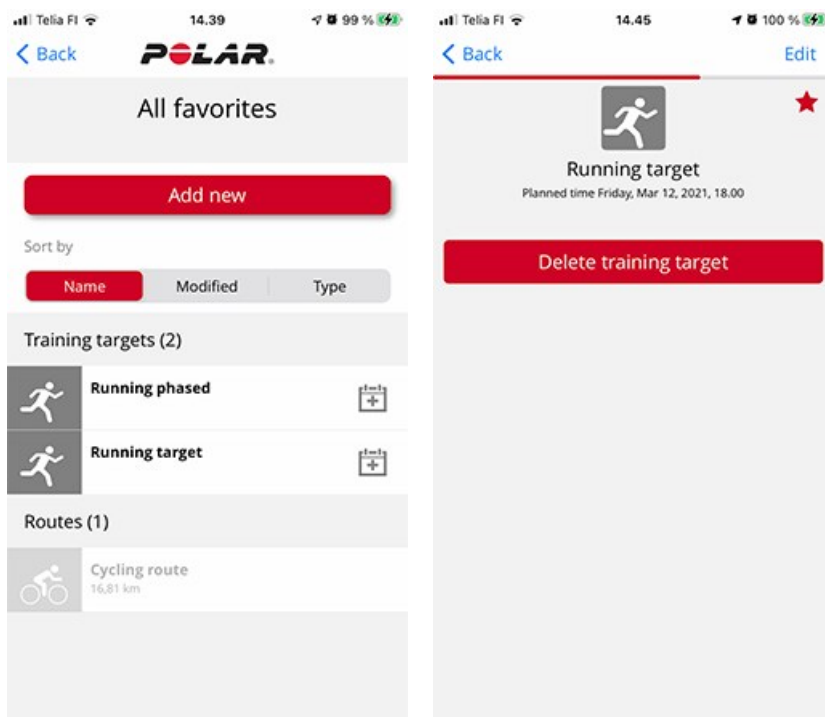 Telia FI 14.39 99 %
Back POLAR.
All favorites
Add new
Sort by
Name Modified Type
Training targets (2)
Running phased
Running target
Routes (1)
Cycling route
16,81 km
Telia FI 14.45 100 %
Back Edit
Running target
Planned time Friday, Mar 12, 2021, 18.00
Delete training target